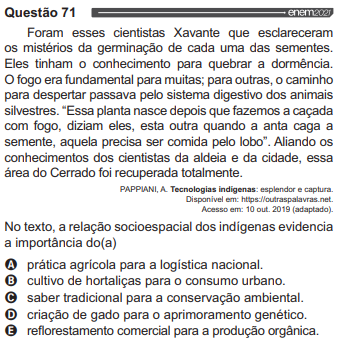 Questão 71 enem2021
Foram esses cientistas Xavante que esclareceram
os mistérios da germinação de cada uma das sementes.
Eles tinham o conhecimento para quebrar a dormência.
O fogo era fundamental para muitas; para outras, o caminho
para despertar passava pelo sistema digestivo dos animais
silvestres. “Essa planta nasce depois que fazemos a caçada
com fogo, diziam eles, esta outra quando a anta caga a
semente, aquela precisa ser comida pelo lobo”. Aliando os
conhecimentos dos cientistas da aldeia e da cidade, essa
área do Cerrado foi recuperada totalmente.
PAPPIANI, A. Tecnologias indígenas: esplendor e captura.
Disponível em: https://outraspalavras.net.
Acesso em: 10 out. 2019 (adaptado).
No texto, a relação socioespacial dos indígenas evidencia
a importância do(a)
A prática agrícola para a logística nacional.
B cultivo de hortaliças para o consumo urbano.
C saber tradicional para a conservação ambiental.
D criação de gado para o aprimoramento genético.
E reflorestamento comercial para a produção orgânica.